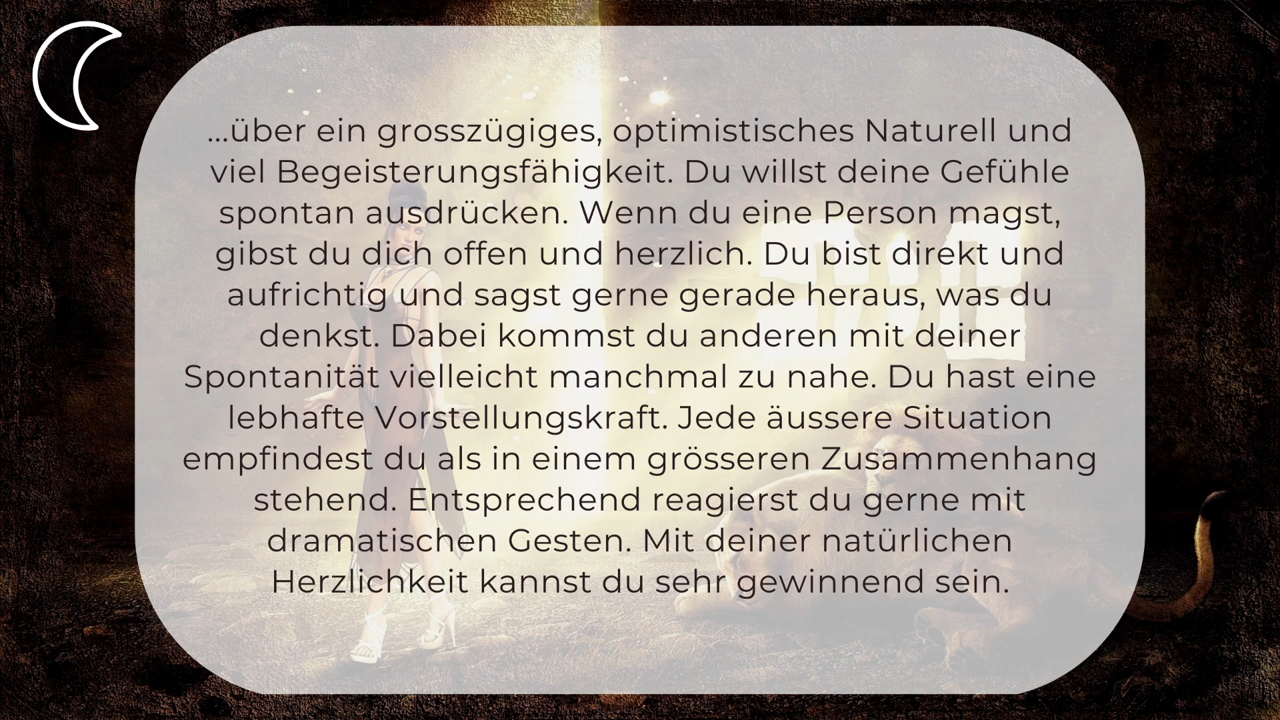 ...über ein grosszügiges, optimistisches Naturell und
viel Begeisterungsfähigkeit. Du willst deine Gefühle
spontan ausdrücken. Wenn du eine Person magst,
gibst du dich offen und herzlich. Du bist direkt und
aufrichtig und sagst gerne gerade heraus, was du
denkst. Dabei kommst du anderen mit deiner
Spontanität vielleicht manchmal zu nahe. Du hast eine
lebhafte Vorstellungskraft. Jede äussere Situation
empfindest du als in einem grösseren Zusammenhang
stehend. Entsprechend reagierst du gerne mit
dramatischen Gesten. Mit deiner natürlichen
Herzlichkeit kannst du sehr gewinnend sein.